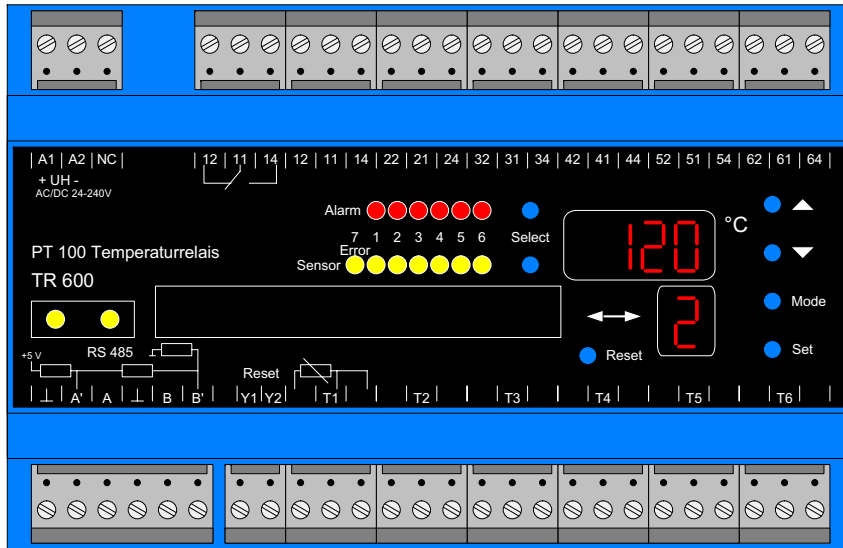 A1 A2 NC 12 11 14 12 11 14 22 21 24 32 31 34 42 41 44 52 51 54 62 61 64
+ UH -
AC/DC 24-240V
Alarm
°C
7 1 2 3 4 5 6 Select
Error
PT 100 Temperaturrelais
Sensor
120
TR 600
Mode
2
RS 485
Set
+5 V
Reset
Reset
⊥ A' A ⊥ B B' Y1 Y2 T1 T2 T3 T4 T5 T6